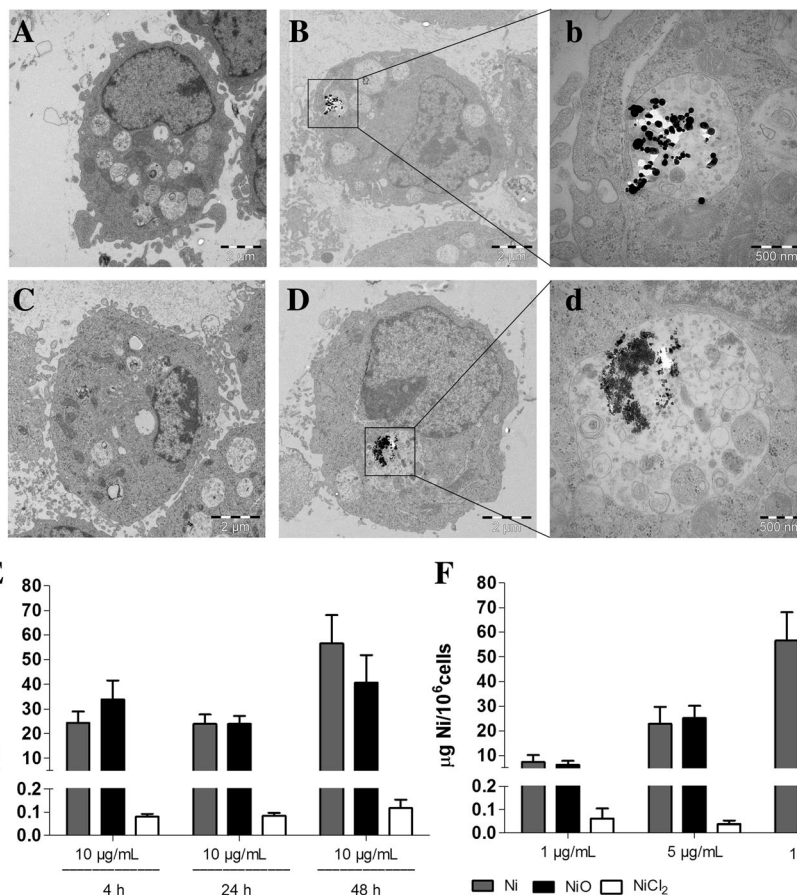 A
B
b
2 µm
2 µm
500 nm
C
D
d
2 µm
2 µm
500 nm
F
80
70
60
50
40
30
20
10
0.2
0.1
0.0
10 µg/mL 10 µg/mL 10 µg/mL
4 h 24 h 48 h
µg Ni/10⁶cells
80
70
60
50
40
30
20
10
0.2
0.1
0.0
1 µg/mL 5 µg/mL
Ni NiO NiCl₂